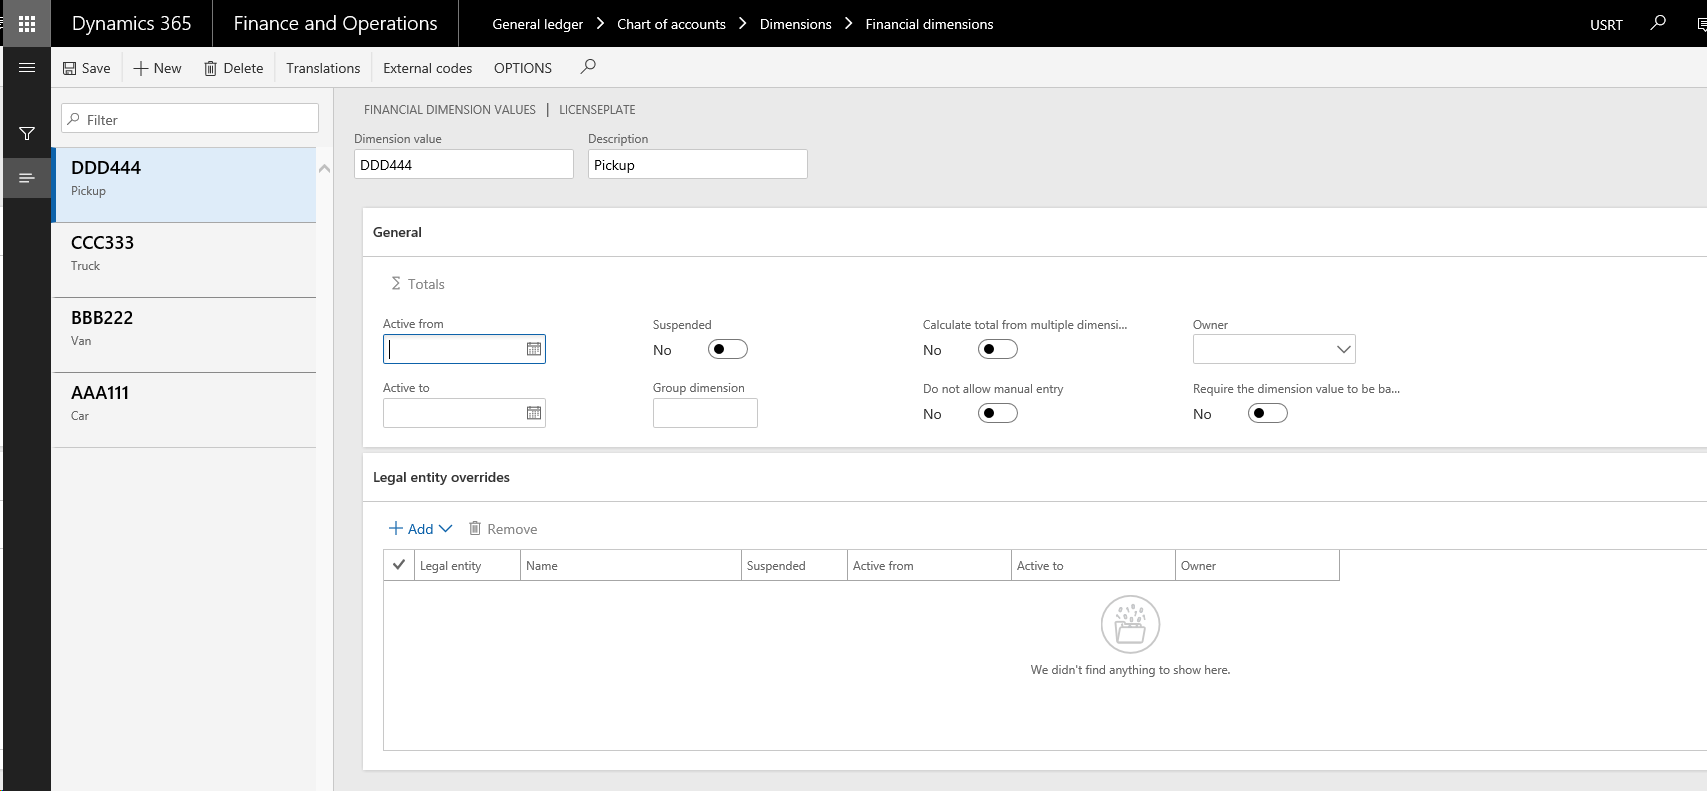 Dynamics 365 Finance and Operations General ledger Chart of accounts Dimensions Financial dimensions USRT
Save New Delete Translations External codes OPTIONS
Filter
DDD444
Pickup
CCC333
Truck
BBB222
Van
AAA111
Car
FINANCIAL DIMENSION VALUES | LICENSEPLATE
Dimension value Description
DDD444 Pickup
General
Σ Totals
Active from Suspended Calculate total from multiple dimensi... Owner
No No
Active to Group dimension Do not allow manual entry Require the dimension value to be ba...
No No
Legal entity overrides
Add Remove
Legal entity Name Suspended Active from Active to Owner
We didn't find anything to show here.